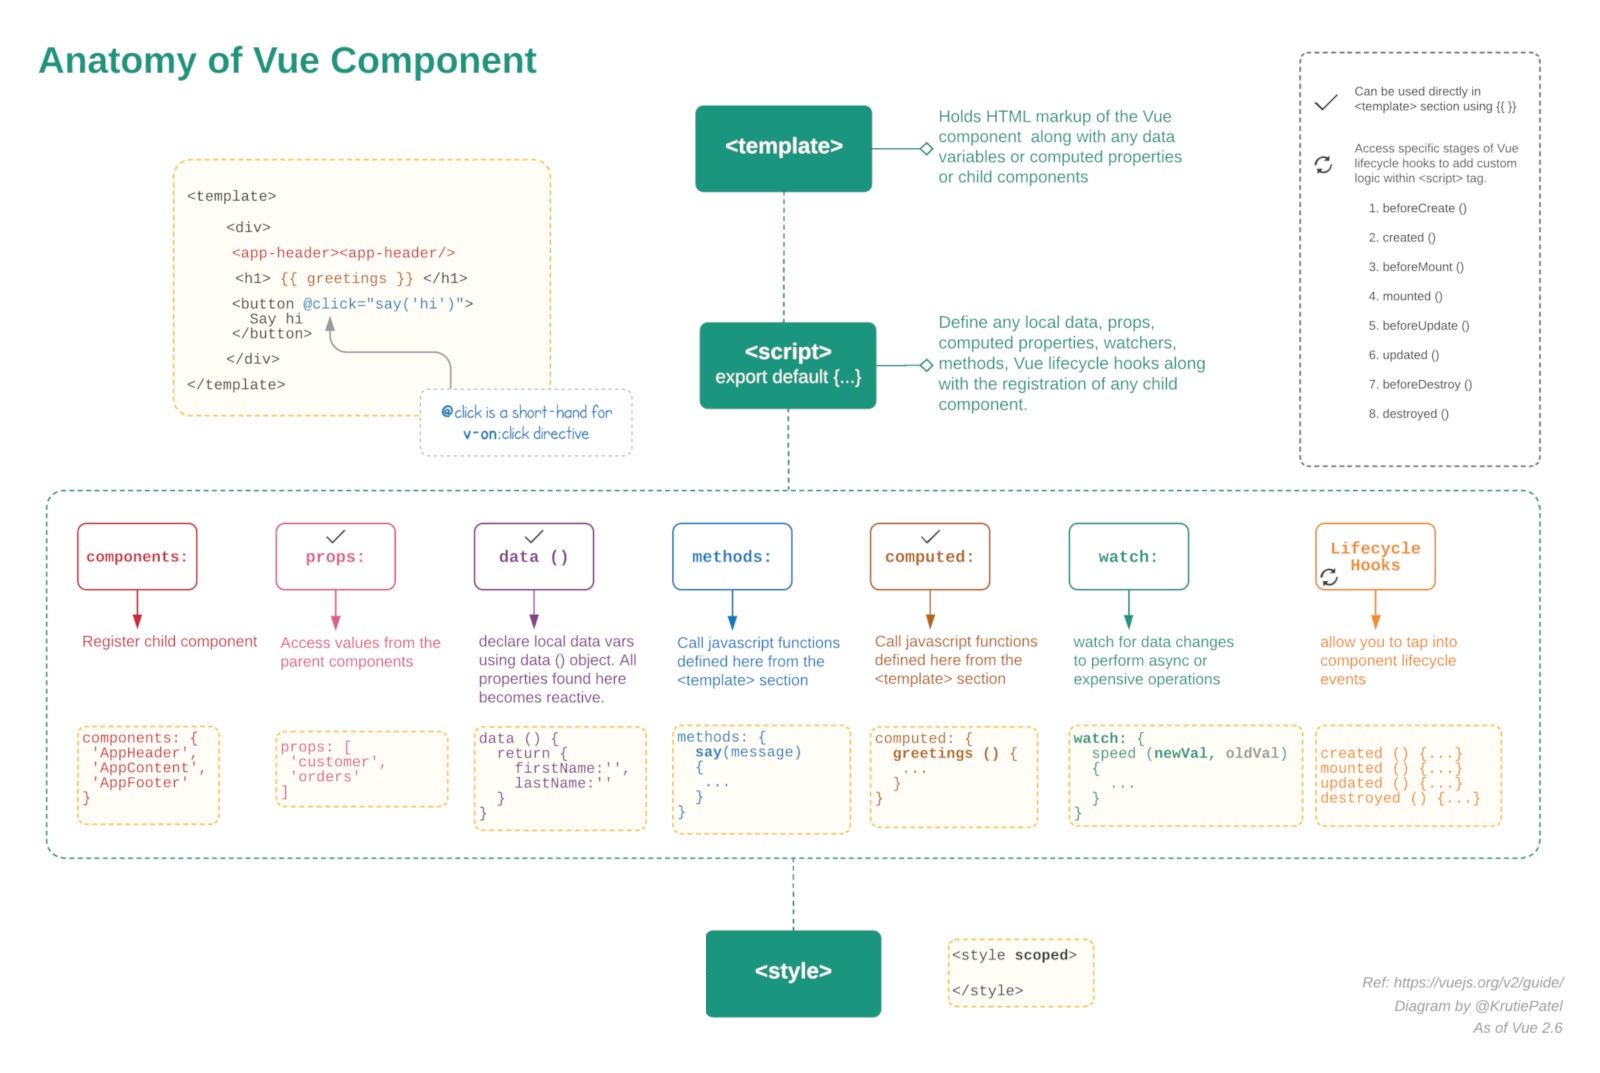 Anatomy of Vue Component
<template>
<div>
<app-header><app-header/>
<h1> {{ greetings }} </h1>
<button @click="say('hi')">
Say hi
</button>
</div>
</template>
@click is a short-hand for
v-on:click directive
<template>
Holds HTML markup of the Vue
component along with any data
variables or computed properties
or child components
<script>
export default {...}
Define any local data, props,
computed properties, watchers,
methods, Vue lifecycle hooks along
with the registration of any child
component.
Can be used directly in
<template> section using {{ }}
Access specific stages of Vue
lifecycle hooks to add custom
logic within <script> tag.
1. beforeCreate ()
2. created ()
3. beforeMount ()
4. mounted ()
5. beforeUpdate ()
6. updated ()
7. beforeDestroy ()
8. destroyed ()
components:
Register child component
components: {
'AppHeader',
'AppContent',
'AppFooter'
}
props:
Access values from the
parent components
props: [
'customer',
'orders'
]
data ()
declare local data vars
using data () object. All
properties found here
becomes reactive.
data () {
return {
firstName:'',
lastName:''
}
}
methods:
Call javascript functions
defined here from the
<template> section
methods: {
say(message)
{
...
}
}
computed:
Call javascript functions
defined here from the
<template> section
computed: {
greetings () {
...
}
}
watch:
watch for data changes
to perform async or
expensive operations
watch: {
speed (newVal, oldVal)
{
...
}
}
Lifecycle
Hooks
allow you to tap into
component lifecycle
events
created () {...}
mounted () {...}
updated () {...}
destroyed () {...}
<style>
<style scoped>
</style>
Ref: https://vuejs.org/v2/guide/
Diagram by @KrutiePatel
As of Vue 2.6